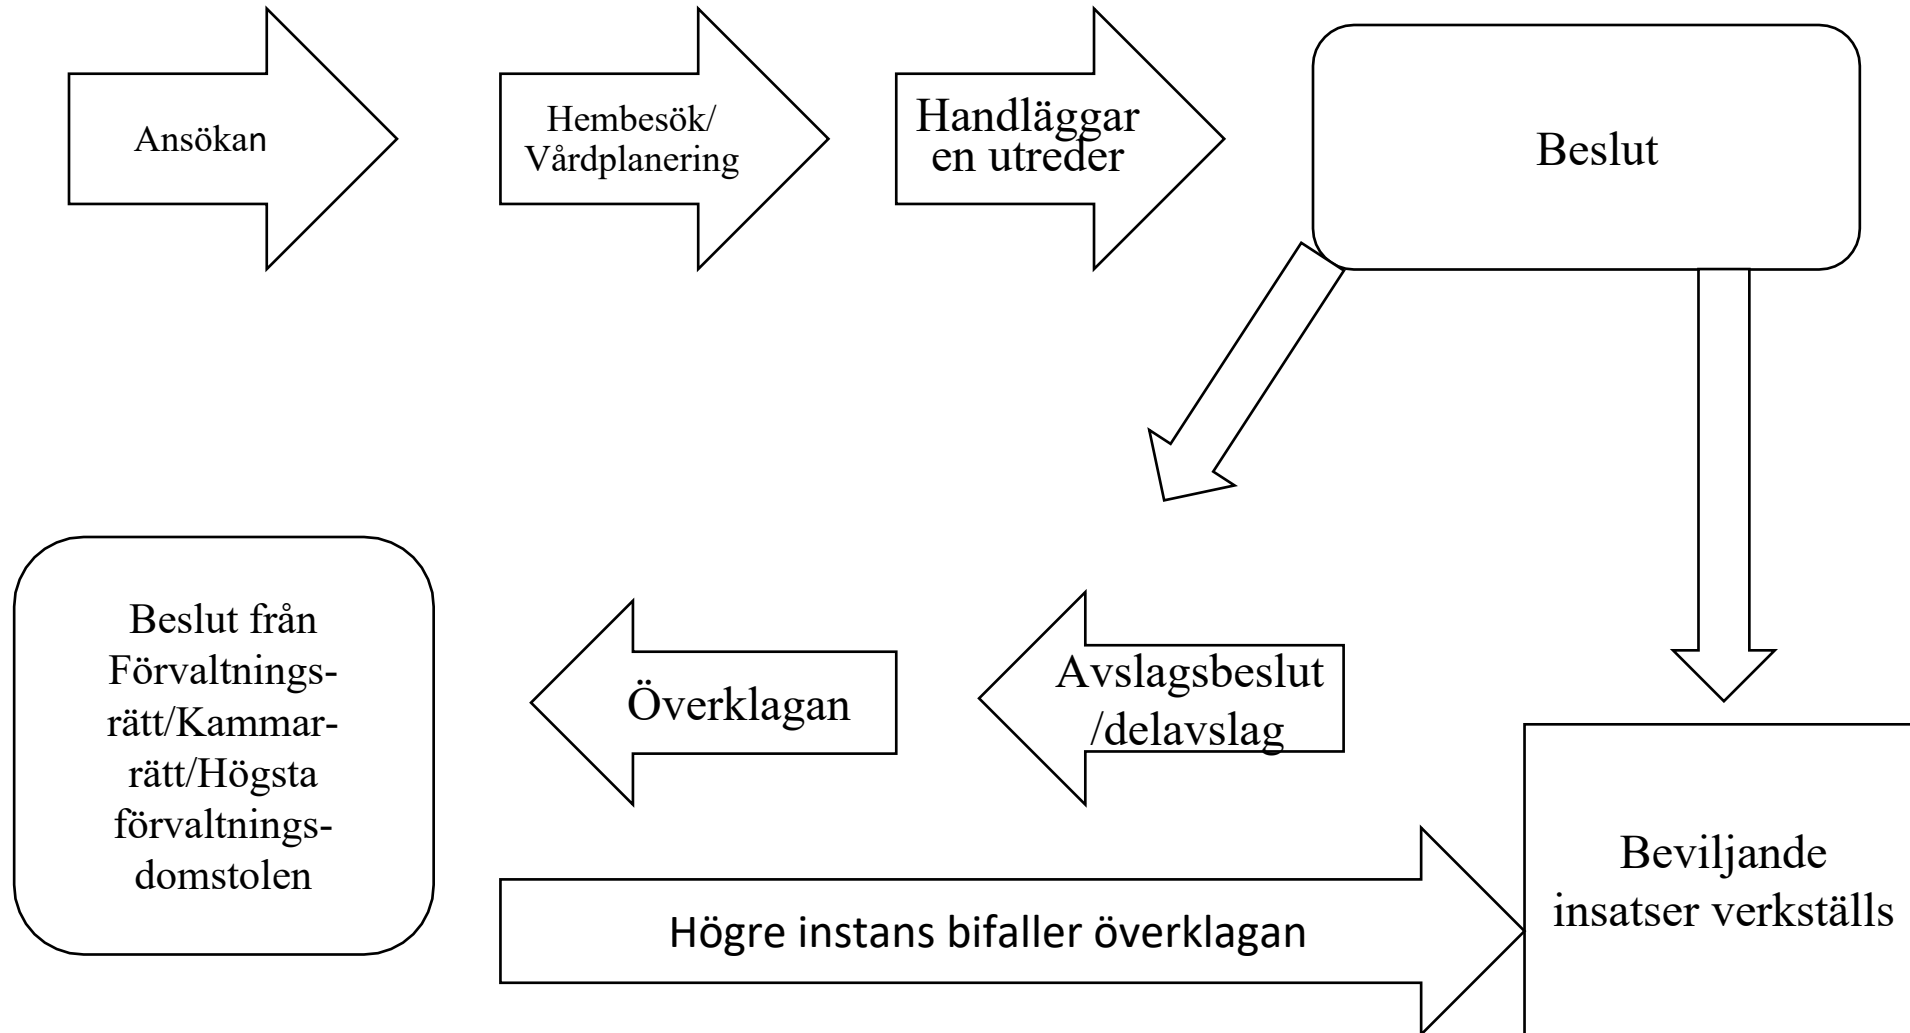 Ansökan
Hembesök/
Vårdplanering
Handläggar
en utreder
Beslut
Avslagsbeslut
/delavslag
Överklagan
Beslut från
Förvaltnings-
rätt/Kammar-
rätt/Högsta
förvaltnings-
domstolen
Högre instans bifaller överklagan
Beviljande
insatser verkställs